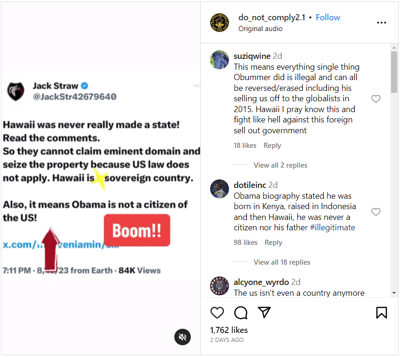 do_not_comply2.1 • Follow
Original audio
Jack Straw
@JackStr42679640
Hawaii was never really made a state!
Read the comments.
So they cannot claim eminent domain and
seize the property because US law does
not apply. Hawaii is sovereign country.
Also, it means Obama is not a citizen of
the US!
Boom!!
7:11 PM · 8/ /23 from Earth · 84K Views
suziqwine 2d
This means everything single thing
Obummer did is illegal and can all
be reversed/erased including his
selling us off to the globalists in
2015. Hawaii I pray know this and
fight like hell against this foreign
sell out government
18 likes Reply
View all 2 replies
dotileinc 2d
Obama biography stated he was
born in Kenya, raised in Indonesia
and then Hawaii, he was never a
citizen nor his father #illegitimate
66 likes Reply
View all 18 replies
alcyone_wyrdo 2d
The us isn't even a country anymore
1,762 likes
2 DAYS AGO